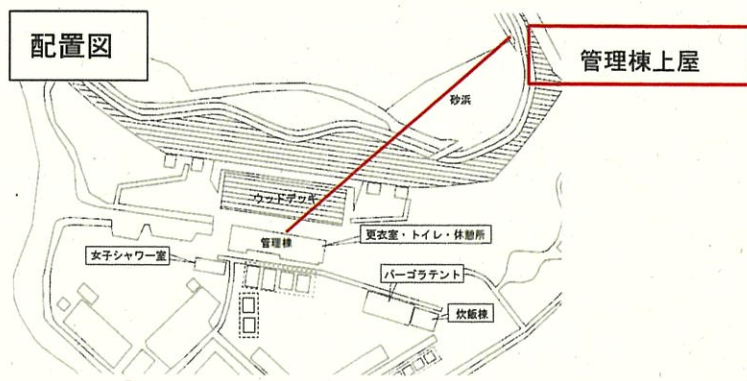 配置図
管理棟上屋
砂浜
ウッドデッキ
管理棟
更衣室・トイレ・休憩所
女子シャワー室
パーゴラテント
炊飯棟